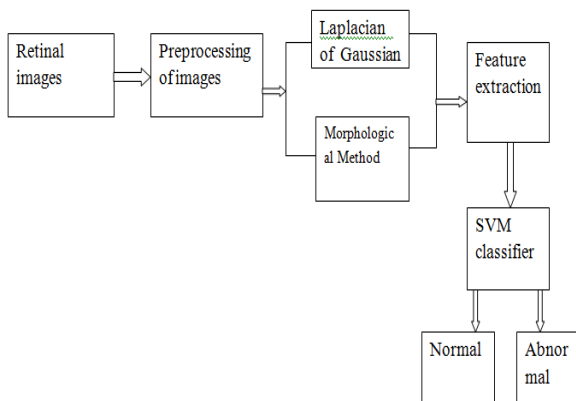 Retinal
images
Preprocessing
of images
Laplacian
of Gaussian
Morphologic
al Method
Feature
extraction
SVM
classifier
Normal
Abnor
mal